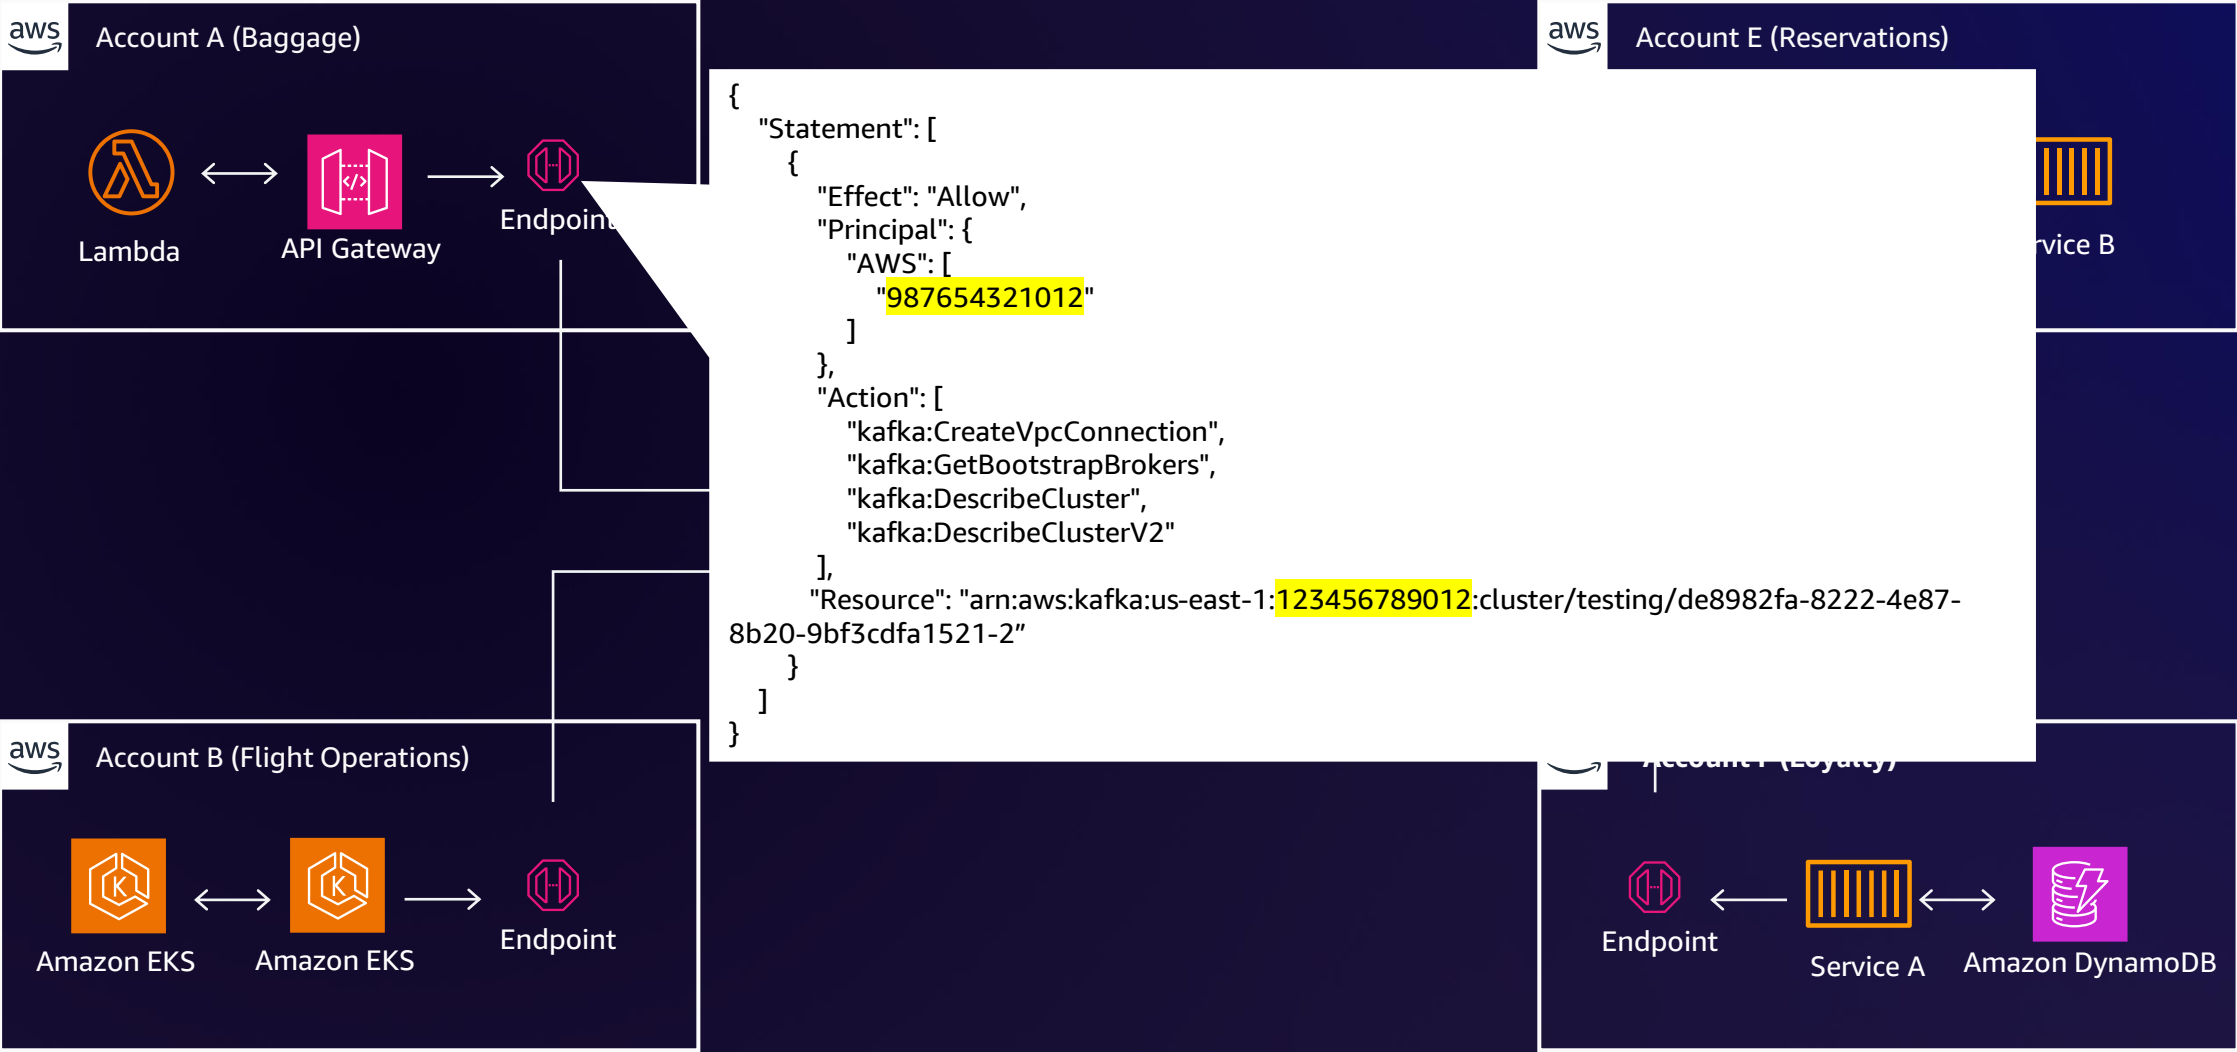 aws
Account A (Baggage)
Lambda
API Gateway
Endpoint
aws
Account E (Reservations)
{
"Statement": [
{
"Effect": "Allow",
"Principal": {
"AWS": [
"987654321012"
]
},
"Action": [
"kafka:CreateVpcConnection",
"kafka:GetBootstrapBrokers",
"kafka:DescribeCluster",
"kafka:DescribeClusterV2"
],
"Resource": "arn:aws:kafka:us-east-1:123456789012:cluster/testing/de8982fa-8222-4e87-
8b20-9bf3cdfa1521-2”
}
]
}
rvice B
aws
Account B (Flight Operations)
Amazon EKS
Amazon EKS
Endpoint
Account F (Loyalty)
Endpoint
Service A
Amazon DynamoDB